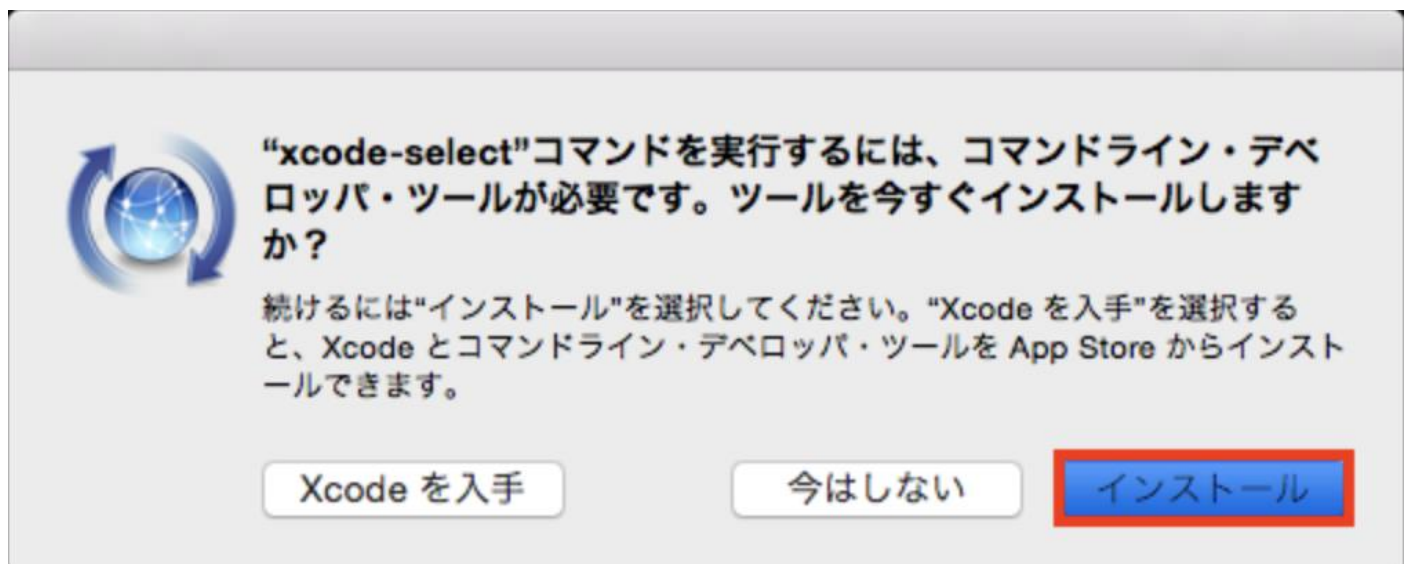 “xcode-select”コマンドを実行するには、コマンドライン・デベ
ロッパ・ツールが必要です。ツールを今すぐインストールします
か？
続けるには“インストール”を選択してください。“Xcode を入手”を選択する
と、Xcode とコマンドライン・デベロッパ・ツールを App Store からインスト
ールできます。
Xcode を入手
今はしない
インストール